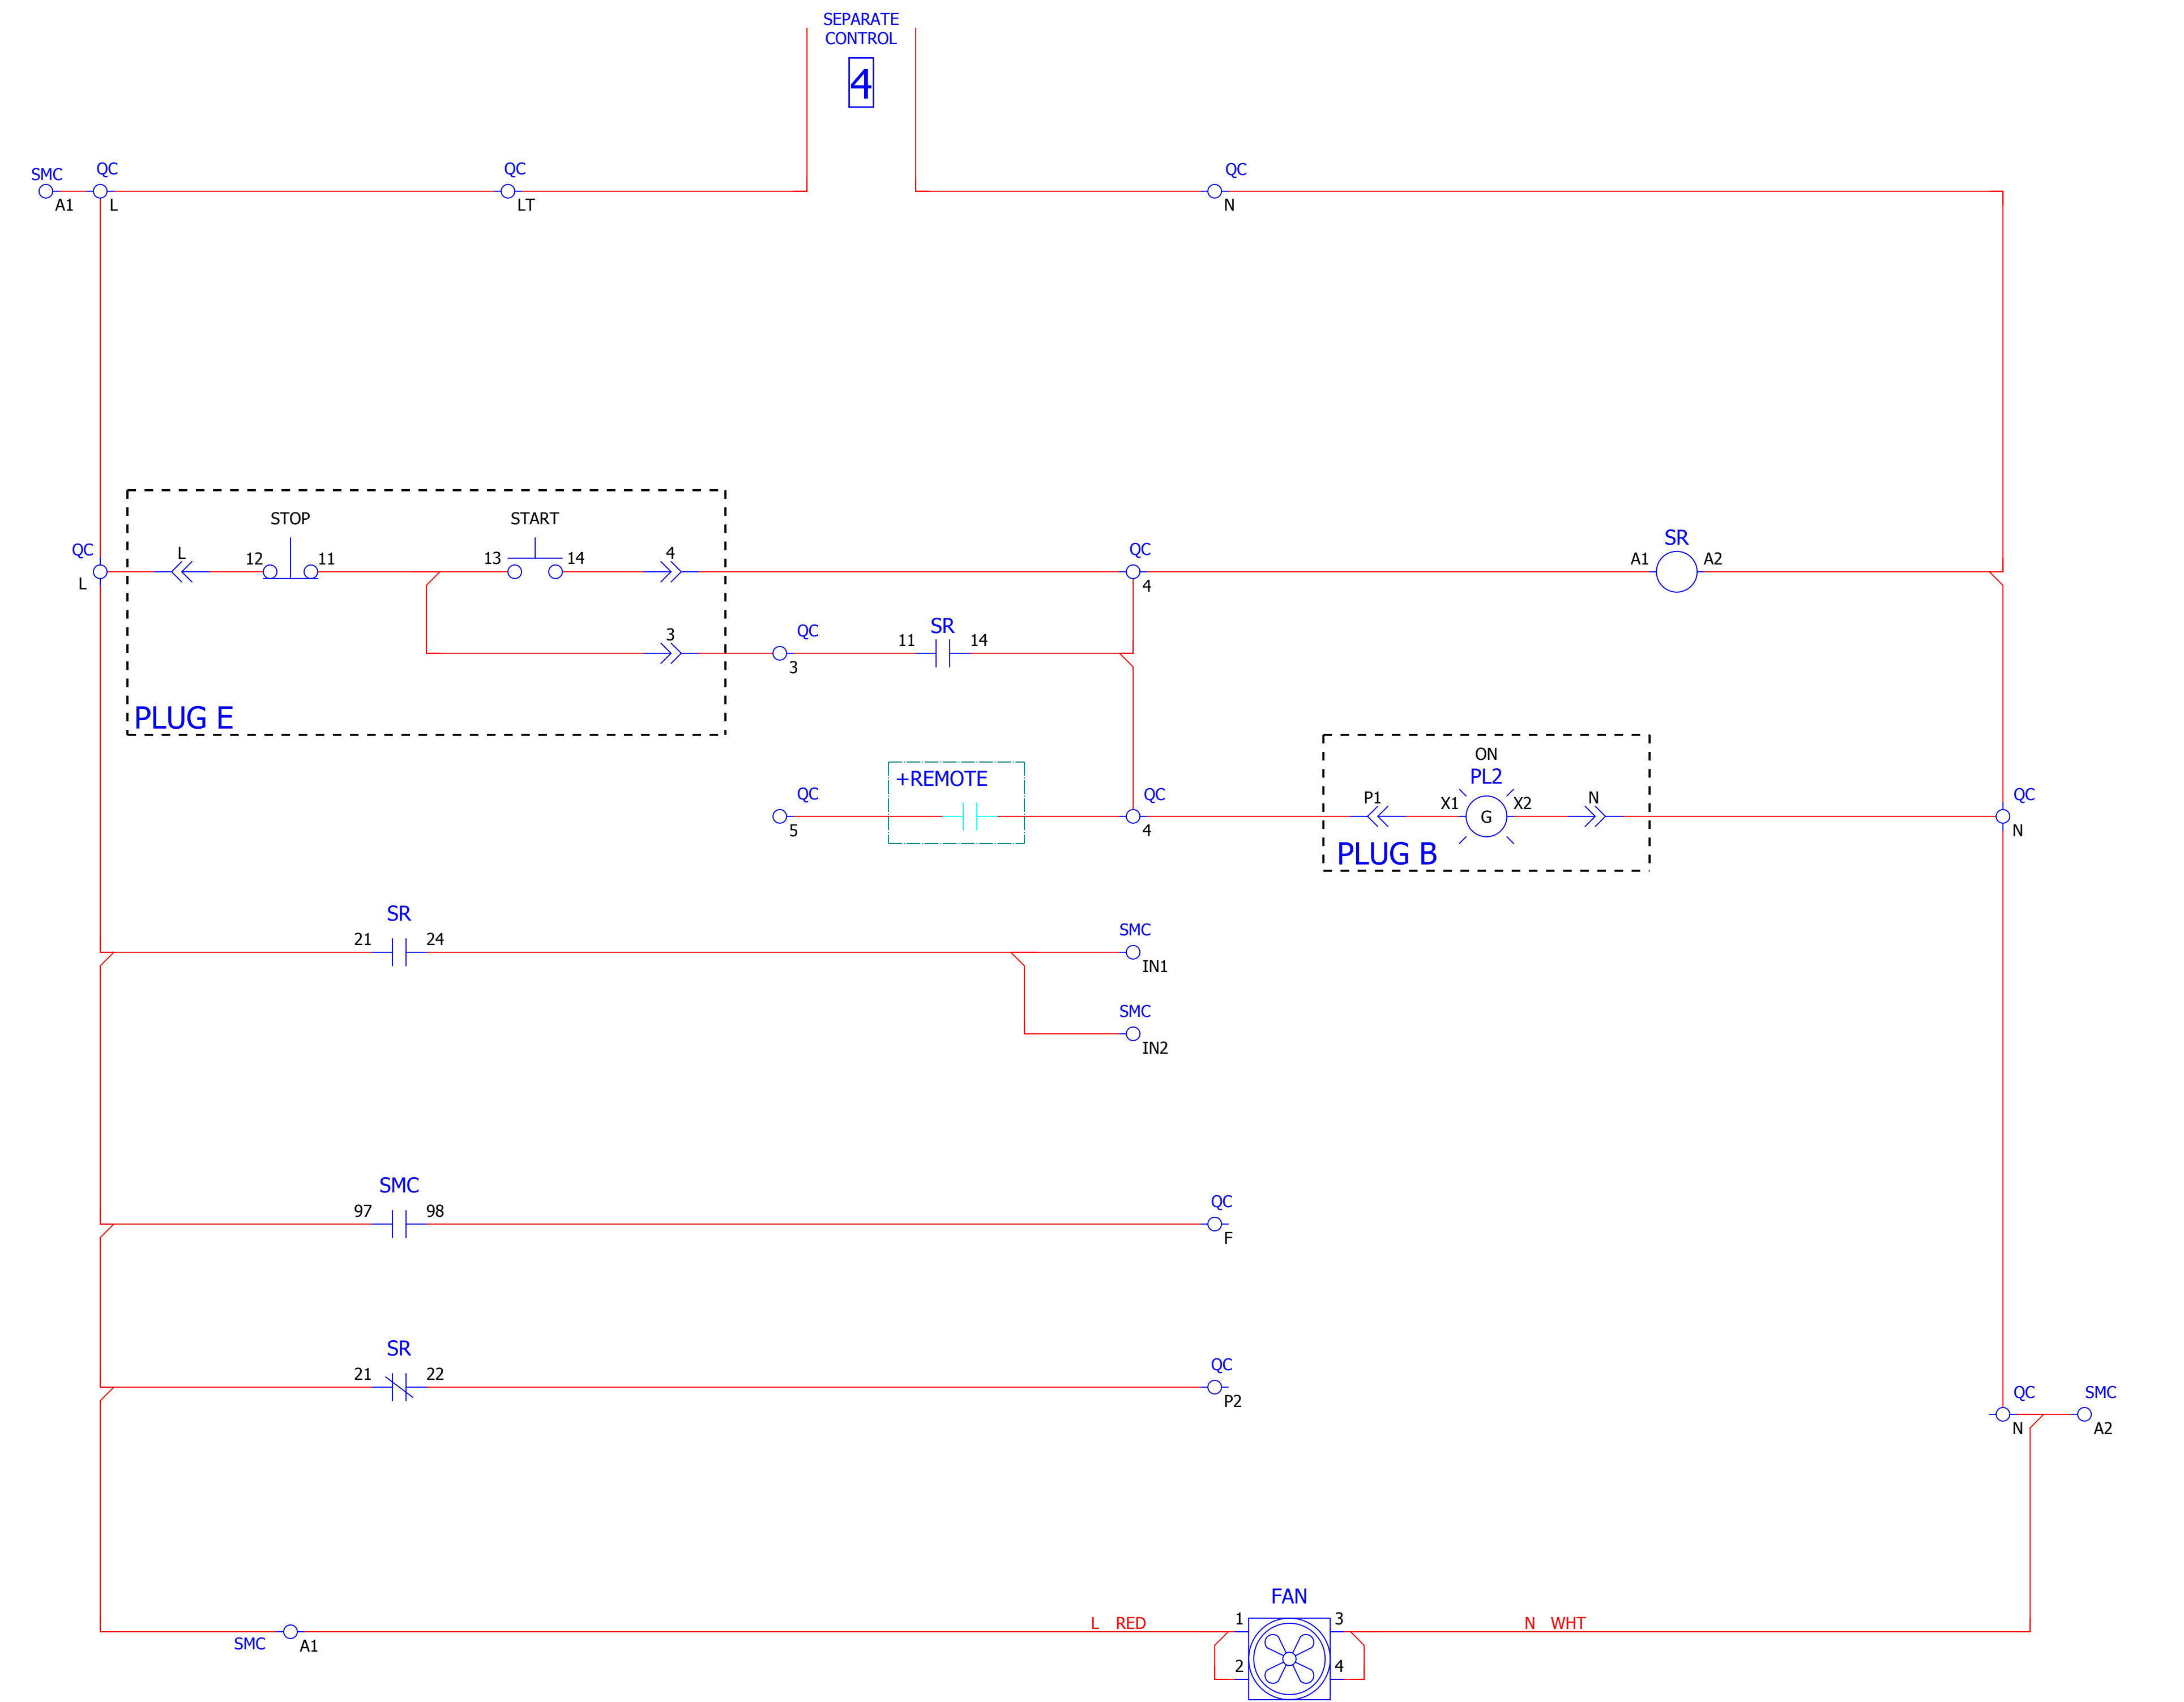 SEPARATE
CONTROL
4
SMC
A1
QC
L
QC
LT
QC
N
QC
L
L
STOP
12
11
START
13
14
4
3
PLUG E
QC
4
SR
A1
A2
QC
3
SR
11
14
QC
5
+REMOTE
QC
4
ON
PL2
P1
X1
G
X2
N
PLUG B
QC
N
SR
21
24
SMC
IN1
SMC
IN2
SMC
97
98
QC
F
SR
21
22
QC
P2
QC
N
SMC
A2
SMC
A1
L RED
FAN
1
3
2
4
N WHT